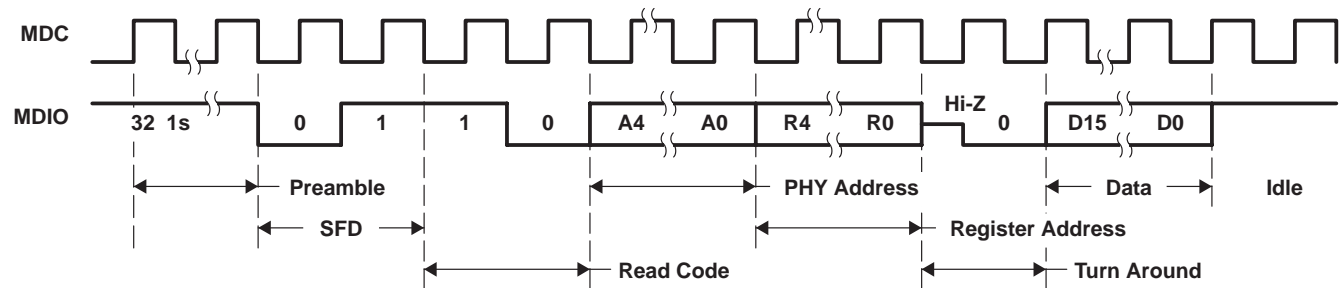 MDC
MDIO
32 1s
0
1
1
0
A4
A0
R4
R0
Hi-Z
0
D15
D0
Preamble
PHY Address
Data
Idle
SFD
Register Address
Read Code
Turn Around